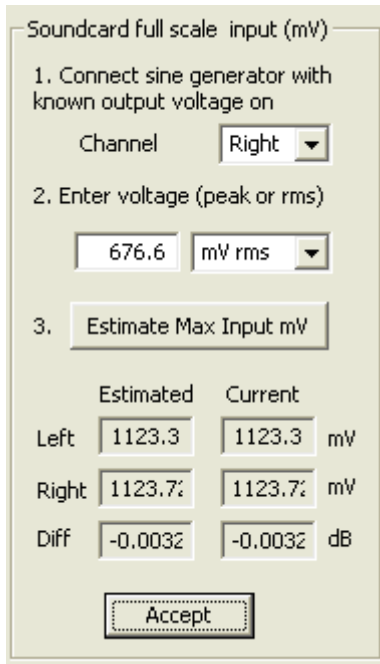 Soundcard full scale input (mV)
1. Connect sine generator with
known output voltage on
Channel Right
2. Enter voltage (peak or rms)
676.6 mV rms
3. Estimate Max Input mV
Estimated Current
Left 1123.3 1123.3 mV
Right 1123.72 1123.72 mV
Diff -0.0032 -0.0032 dB
Accept